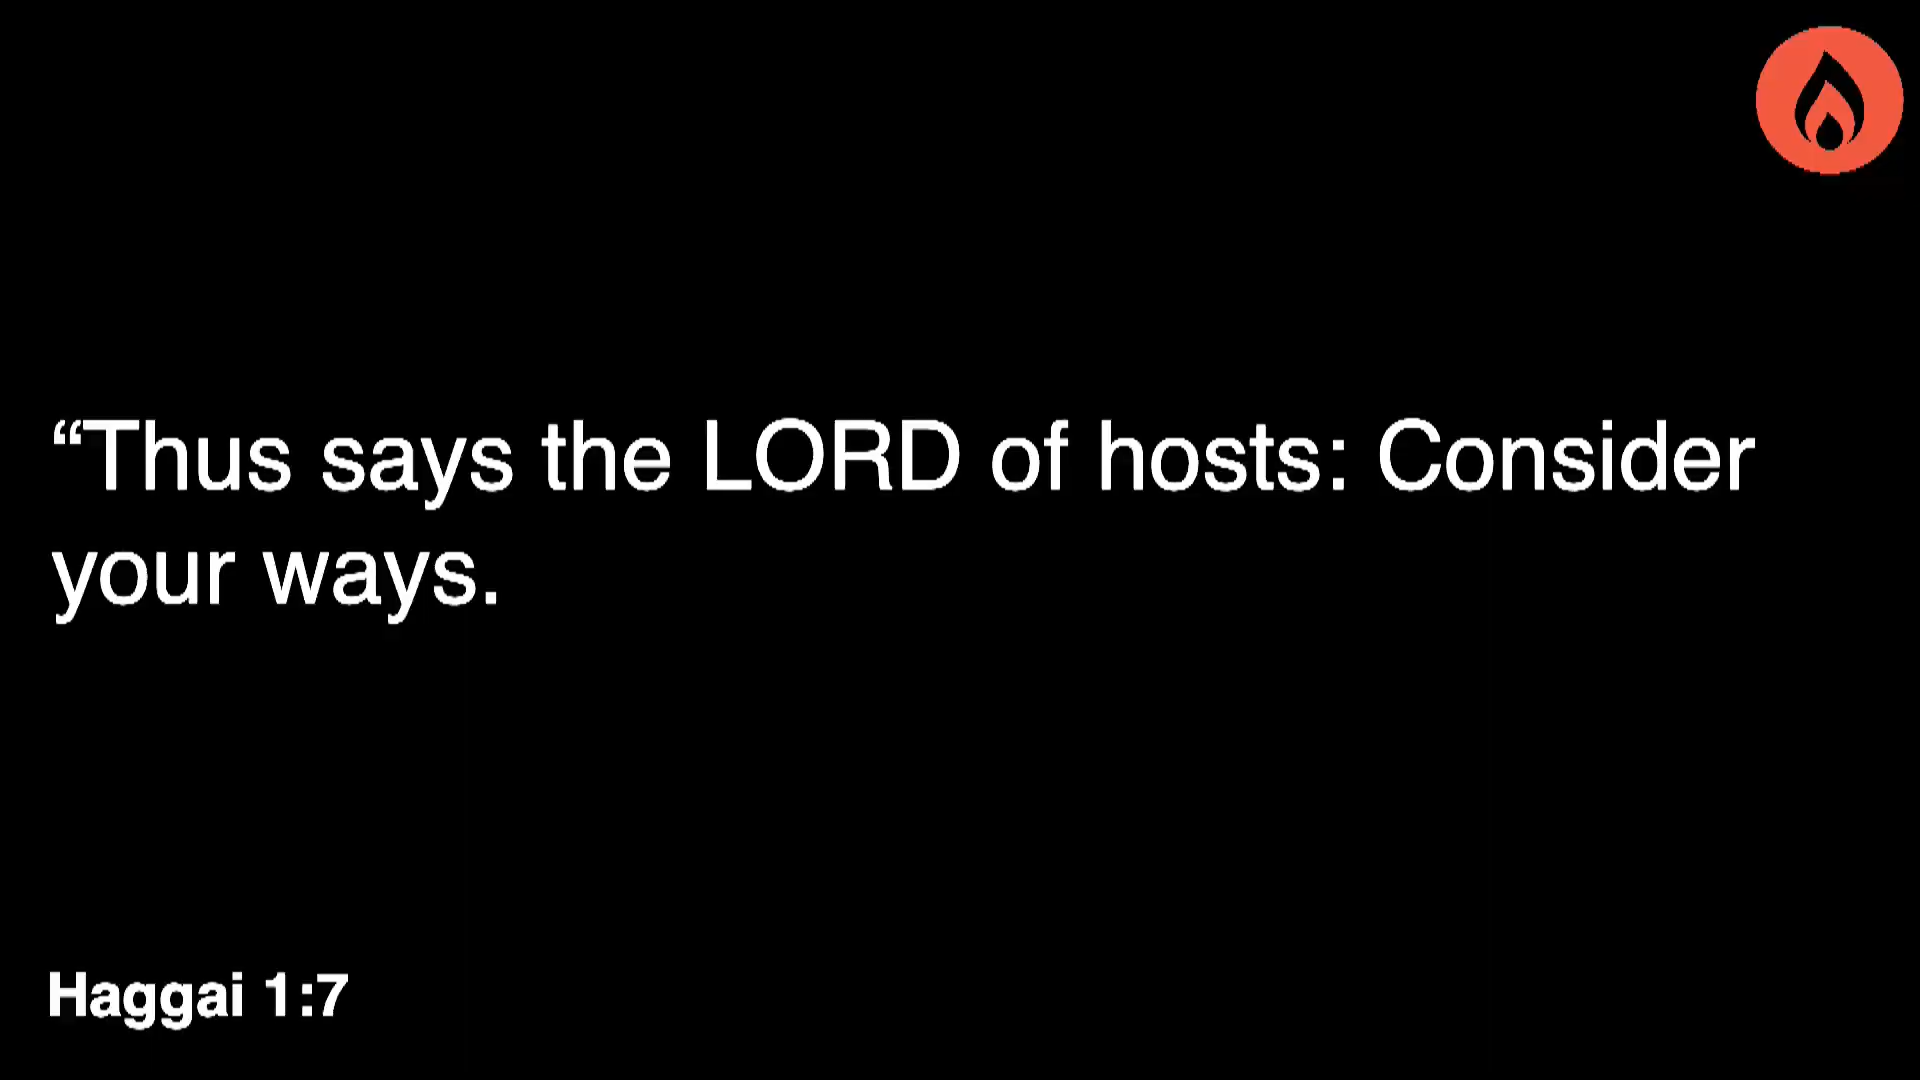 “Thus says the LORD of hosts: Consider
your ways.
Haggai 1:7